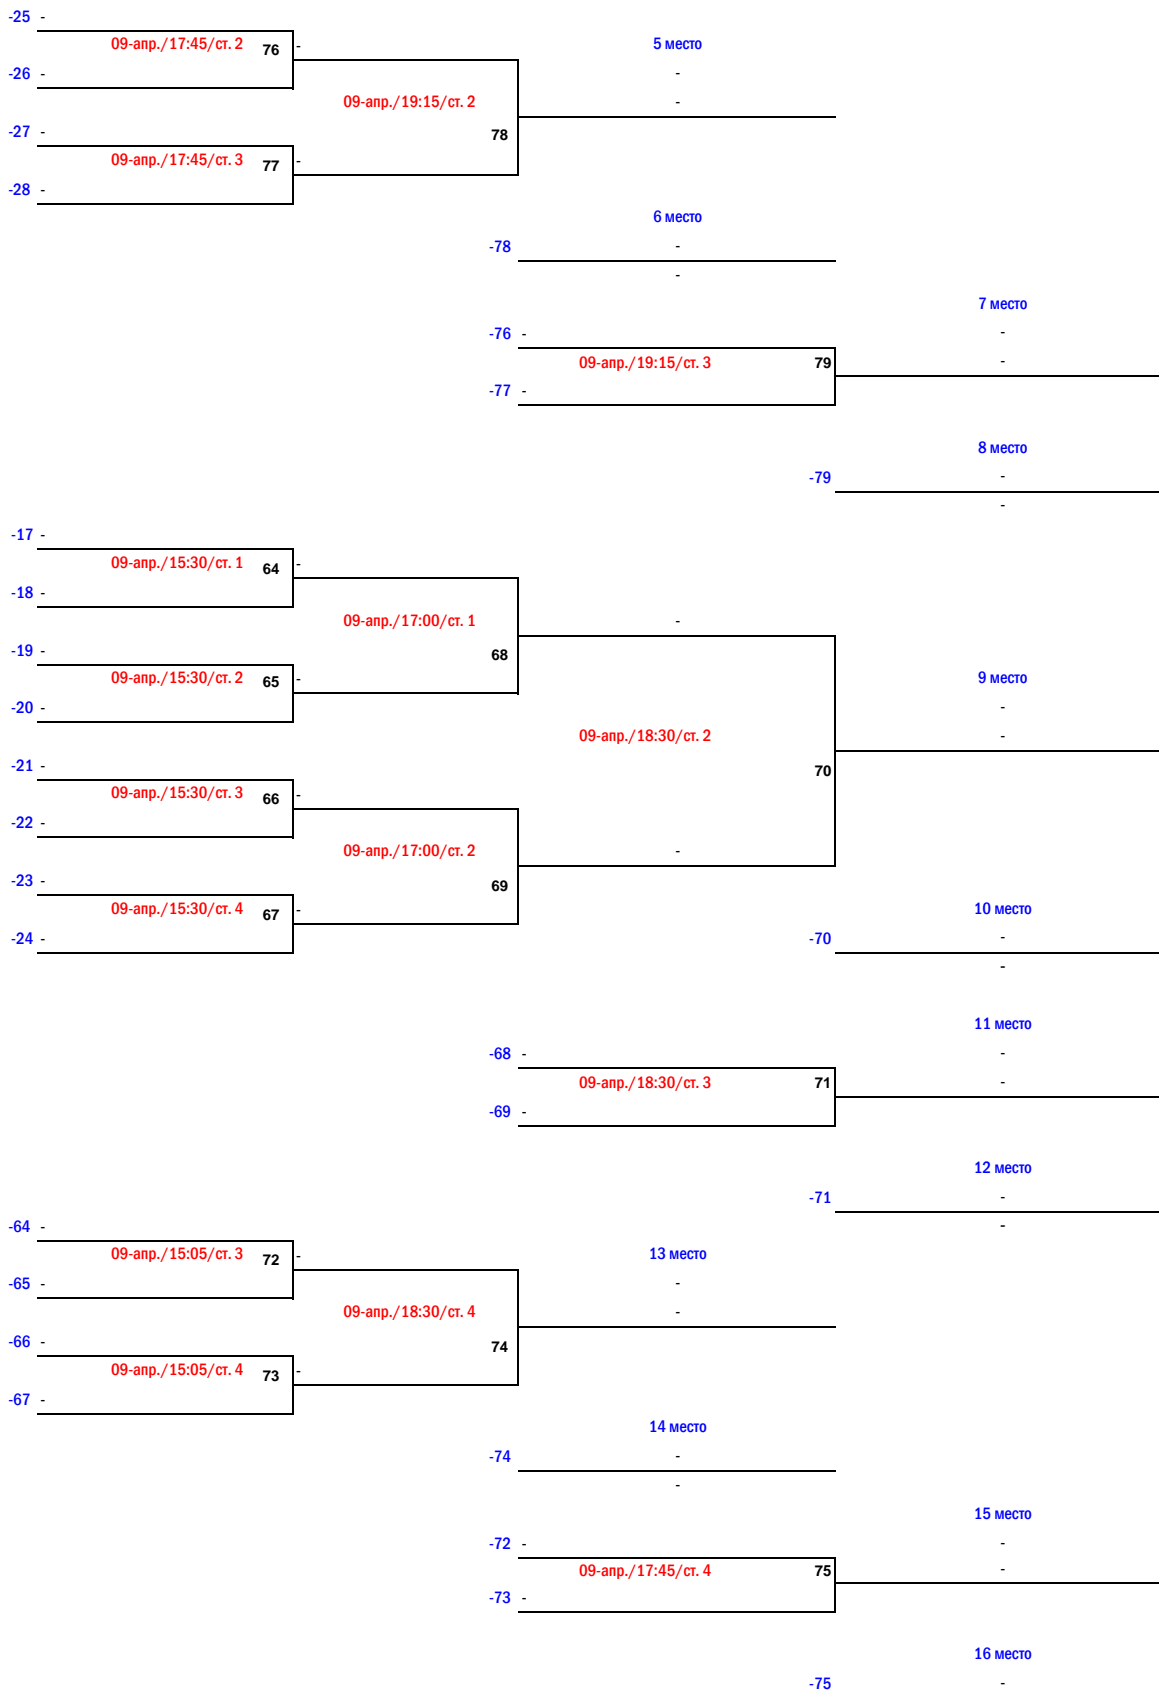 -25 -
09-апр./17:45/ст. 2 76 - 5 место
-26 - -
09-апр./19:15/ст. 2 -
-27 - 78
09-апр./17:45/ст. 3 77 -
-28 -
6 место
-78 -
-
7 место
-76 - -
09-апр./19:15/ст. 3 79 -
-77 -
8 место
-79 -
-
-17 -
09-апр./15:30/ст. 1 64 -
-18 -
09-апр./17:00/ст. 1 -
-19 - 68
09-апр./15:30/ст. 2 65 - 9 место
-20 - -
09-апр./18:30/ст. 2 -
-21 - 70
09-апр./15:30/ст. 3 66 -
-22 -
09-апр./17:00/ст. 2 -
-23 - 69
09-апр./15:30/ст. 4 67 - 10 место
-24 - -70 -
-
11 место
-68 - -
09-апр./18:30/ст. 3 71 -
-69 -
12 место
-71 -
-64 - -
09-апр./15:05/ст. 3 72 - 13 место
-65 - -
09-апр./18:30/ст. 4 -
-66 - 74
09-апр./15:05/ст. 4 73 -
-67 -
14 место
-74 -
-
15 место
-72 - -
09-апр./17:45/ст. 4 75 -
-73 -
16 место
-75 -